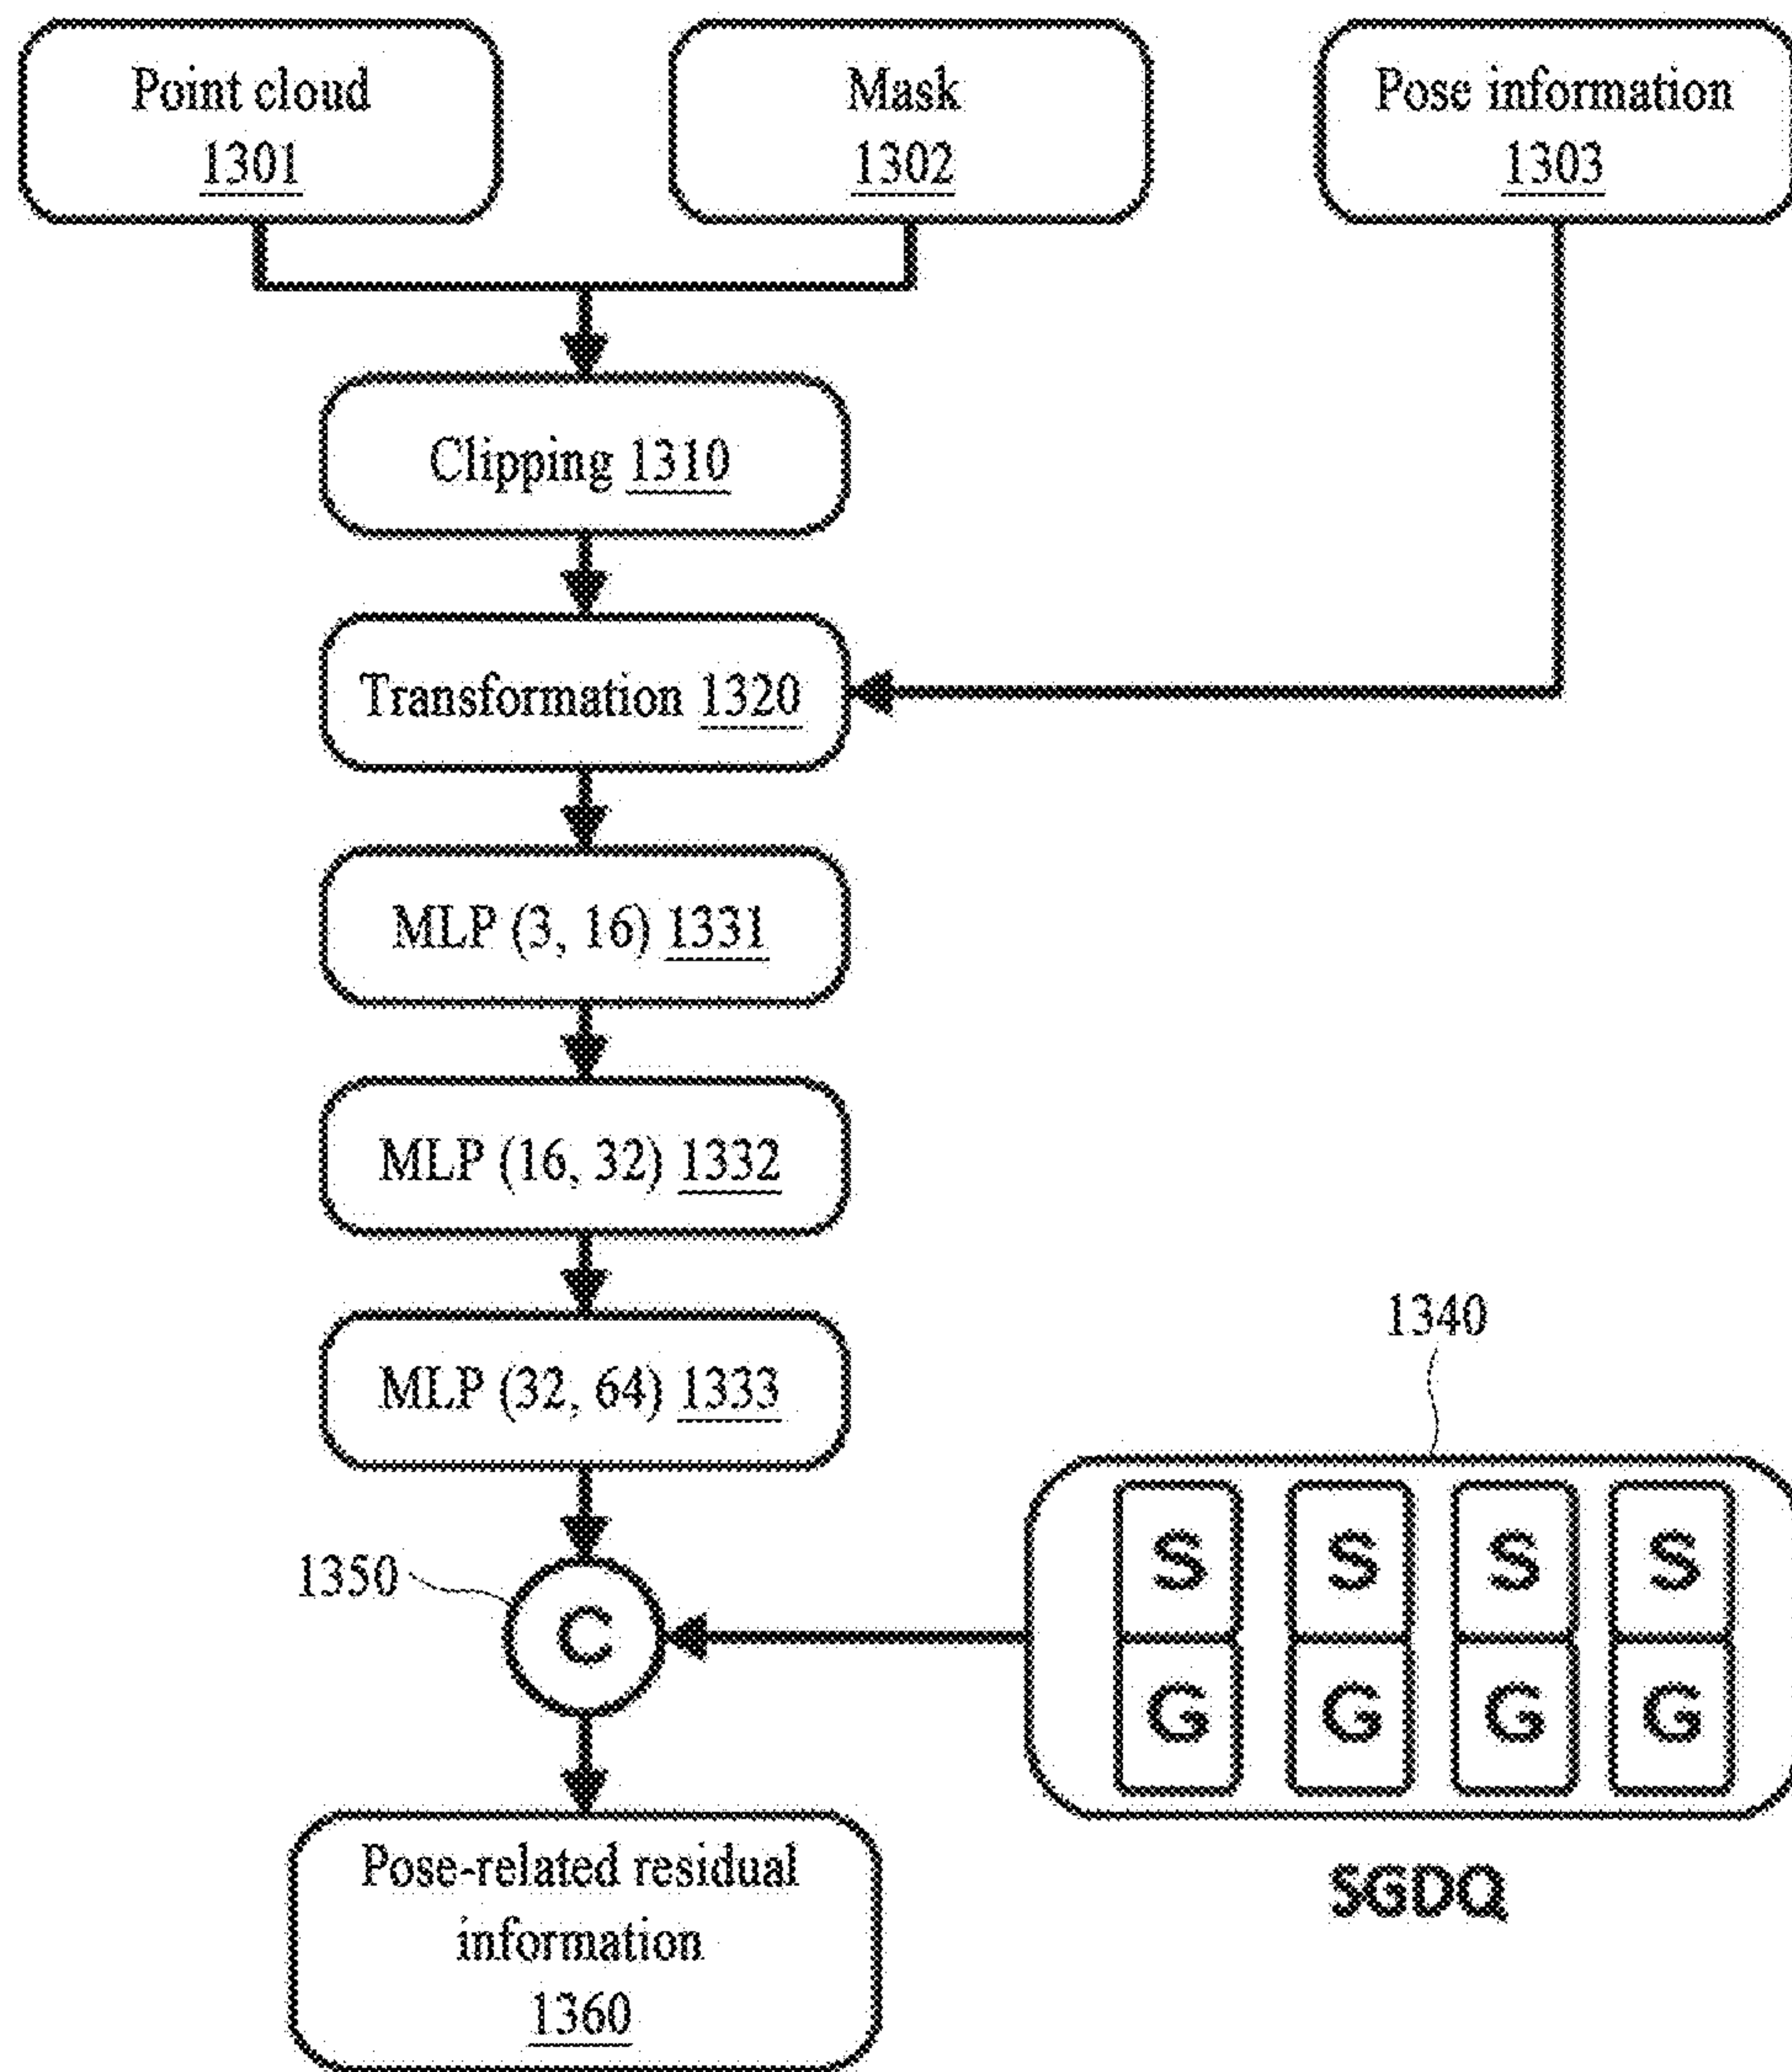 Point cloud
1301
Mask
1302
Pose information
1303
Clipping 1310
Transformation 1320
MLP (3, 16) 1331
MLP (16, 32) 1332
MLP (32, 64) 1333
1340
S S S S
G G G G
SGDQ
1350
C
Pose-related residual
information
1360